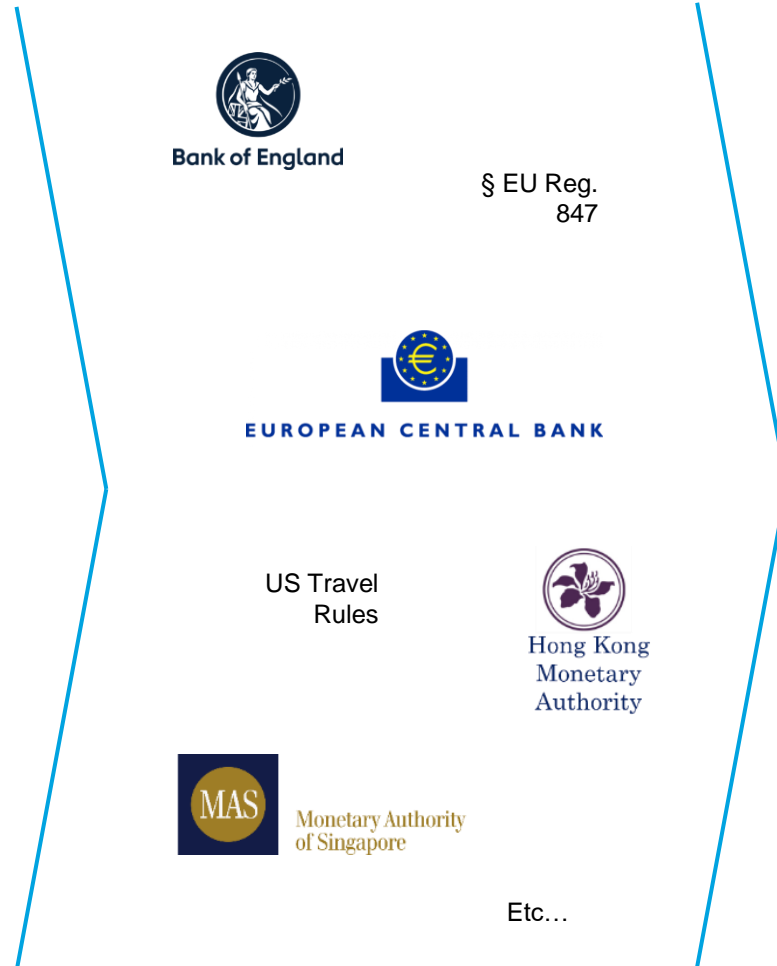 Bank of England
§ EU Reg.
847
€
EUROPEAN CENTRAL BANK
US Travel
Rules
Hong Kong
Monetary
Authority
MAS
Monetary Authority
of Singapore
Etc…